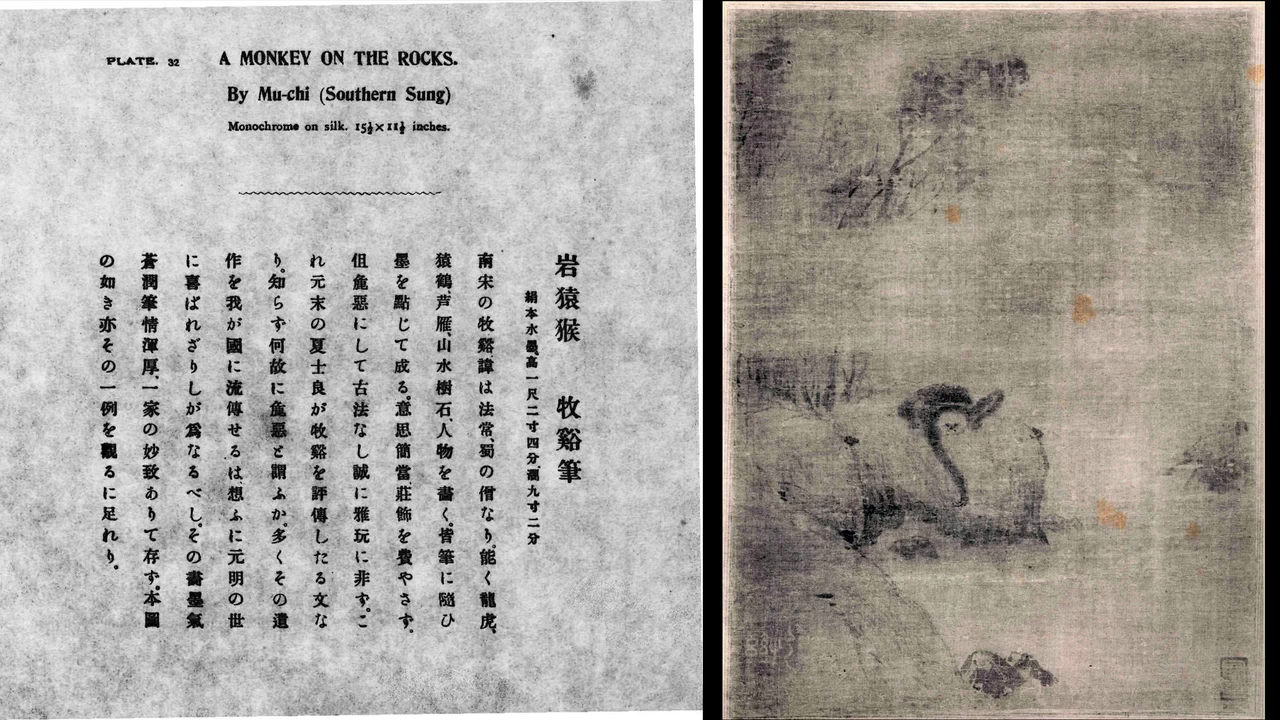 PLATE. 32
A MONKEY ON THE ROCKS.
By Mu-chi (Southern Sung)
Monochrome on silk. 15½×11½ inches.
岩猿猴 牧谿筆
絹本水墨、高一尺二寸四分濶九寸二分
南宋の牧谿諱は法常、蜀の僧なり。能く龍虎、
猿鶴、芦雁、山水樹石、人物を畫く。皆筆に隨ひ
墨を點じて成る。意思簡當、莊飾を費やさず。
伹麁惡にして古法なし、誠に雅玩に非ず。こ
れ元末の夏士良が牧谿を評傳したる文な
り。知らず何故に麁惡と謂ふか。多くその遺
作を我が國に流傳せるは、想ふに元明の世
に喜ばれざりしが爲なるべし。その畫墨氣
蒼潤筆情渾厚、一家の妙致ありて存す。本圖
の如き亦その一例を觀るに足れり。